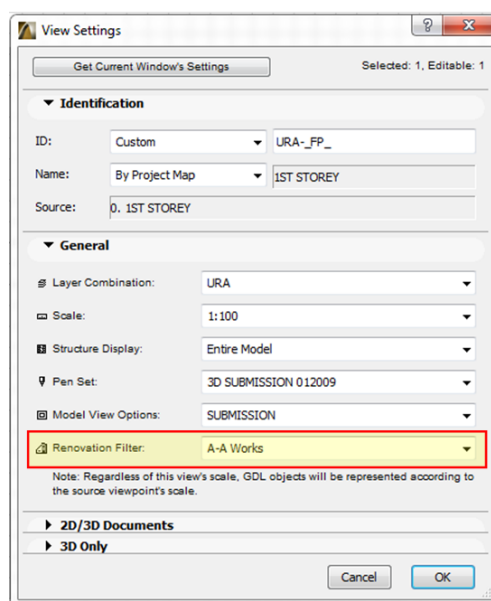 View Settings
Get Current Window's Settings
Selected: 1, Editable: 1
Identification
ID: Custom URA-_FP_
Name: By Project Map 1ST STOREY
Source: 0. 1ST STOREY
General
Layer Combination: URA
Scale: 1:100
Structure Display: Entire Model
Pen Set: 3D SUBMISSION 012009
Model View Options: SUBMISSION
Renovation Filter: A-A Works
Note: Regardless of this view's scale, GDL objects will be represented according to
the source viewpoint's scale.
2D/3D Documents
3D Only
Cancel OK